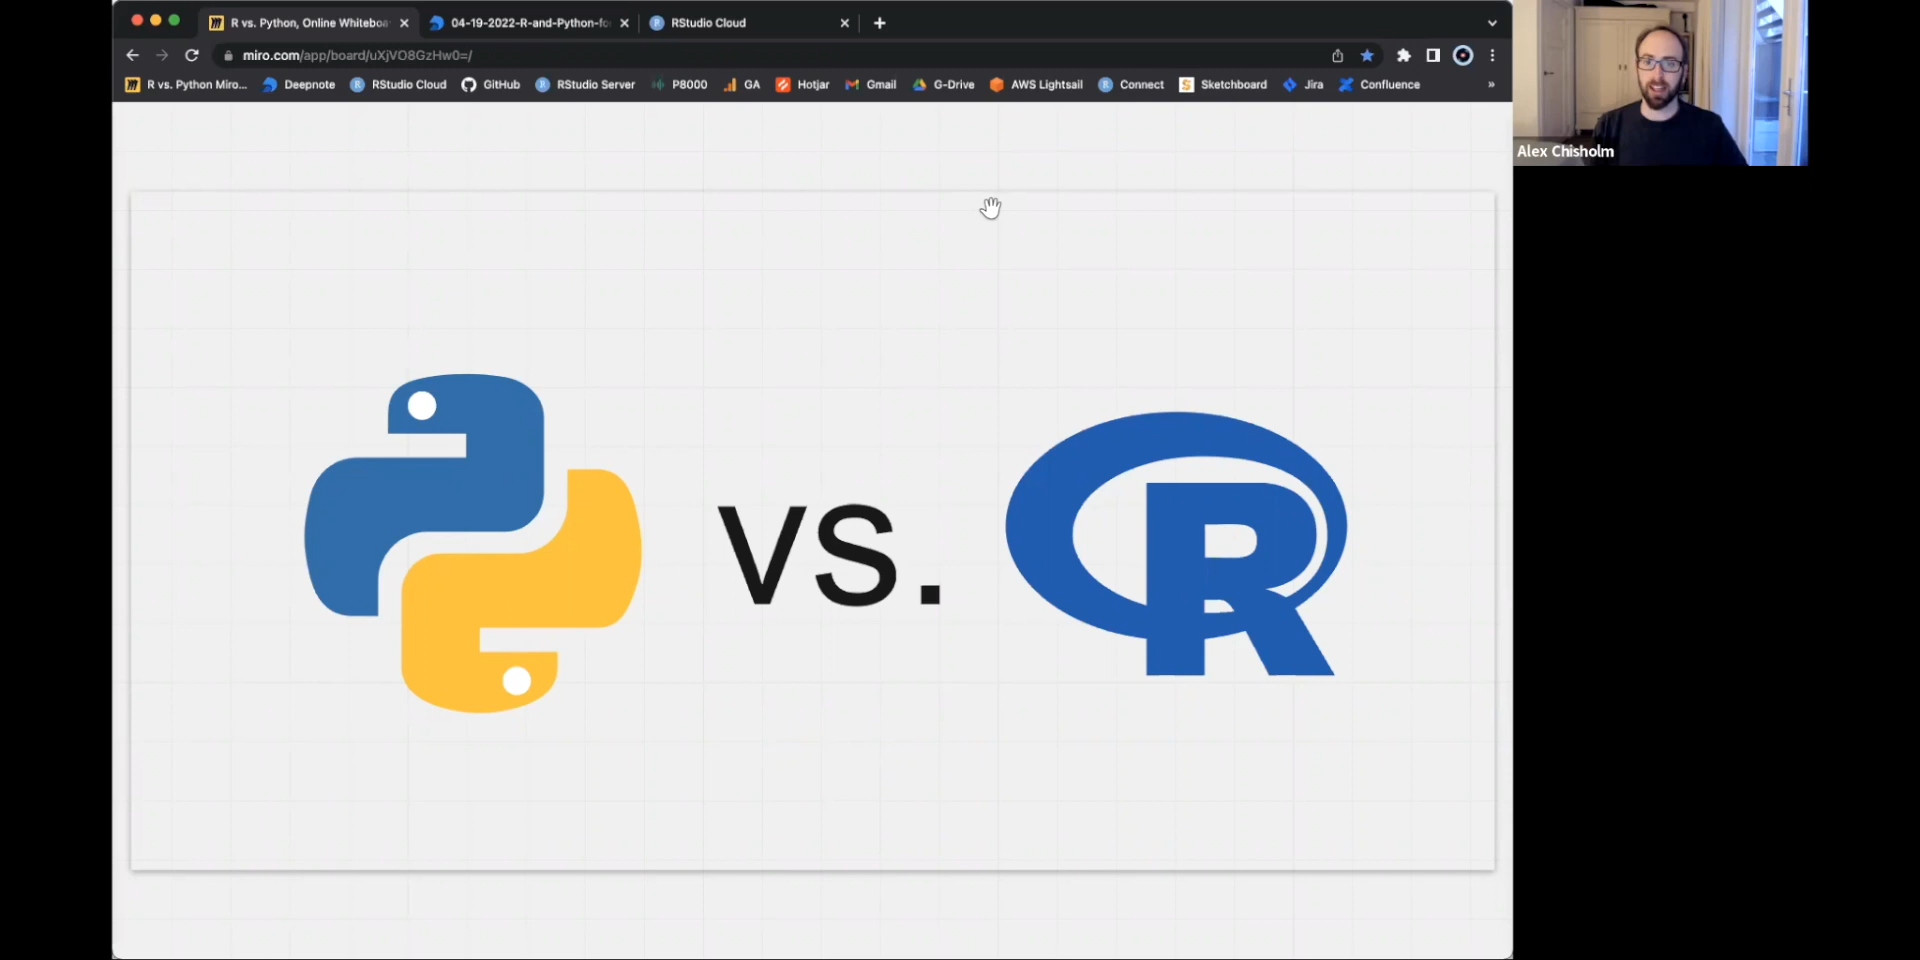 R vs. Python, Online Whiteboa
04-19-2022-R-and-Python-fo
RStudio Cloud
miro.com/app/board/uXjVO8GzHw0=/
R vs. Python Miro... Deepnote RStudio Cloud GitHub RStudio Server P8000 GA Hotjar Gmail G-Drive AWS Lightsail Connect Sketchboard Jira Confluence »
Alex Chisholm
vs. R